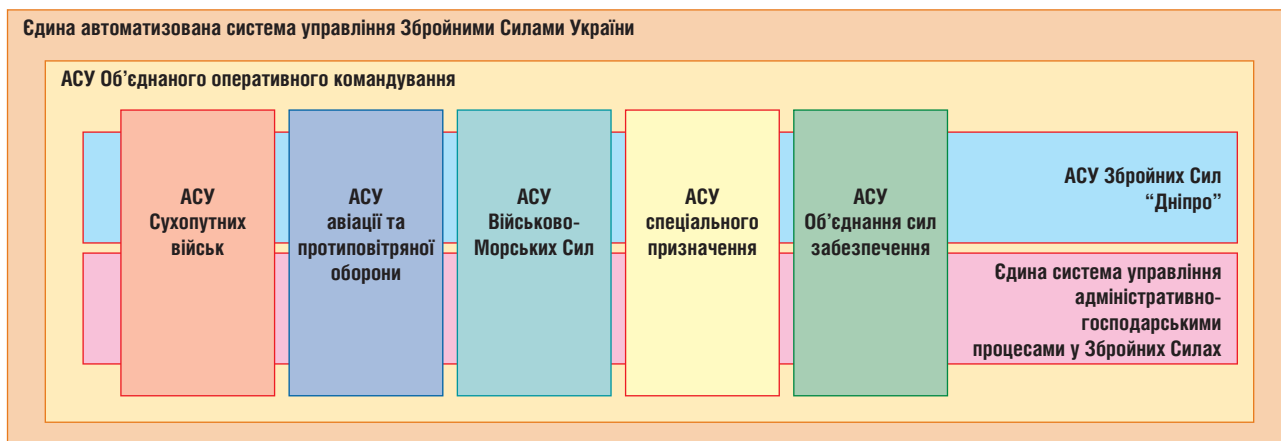 Єдина автоматизована система управління Збройними Силами України
АСУ Об’єднаного оперативного командування
АСУ
Сухопутних
військ
АСУ
авіації та
протиповітряної
оборони
АСУ
Військово-
Морських Сил
АСУ
спеціального
призначення
АСУ
Об’єднання сил
забезпечення
АСУ Збройних Сил
“Дніпро”
Єдина система управління
адміністративно-
господарськими
процесами у Збройних Силах